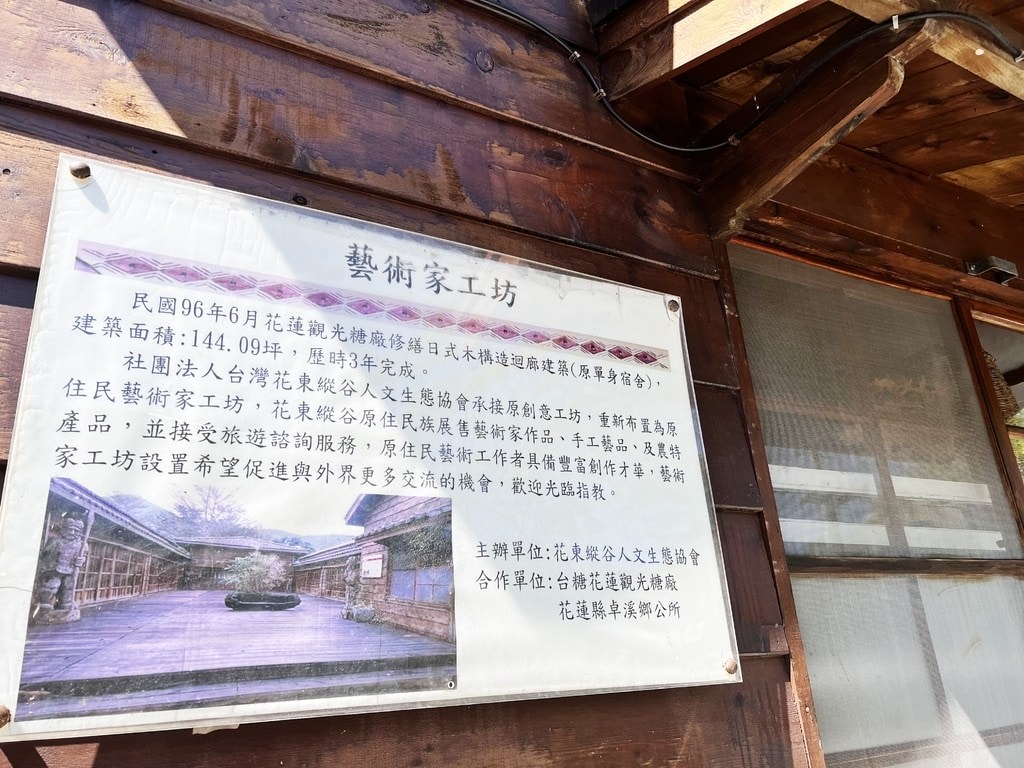 藝術家工坊
民國96年6月花蓮觀光糖廠修繕日式木構造迴廊建築(原單身宿舍),
建築面積:144.09坪，歷時3年完成。
社團法人台灣花東縱谷人文生態協會承接原創意工坊，重新布置為原
住民藝術家工坊，花東縱谷原住民族展售藝術家作品、手工藝品、及農特
產品，並接受旅遊諮詢服務，原住民藝術工作者具備豐富創作才華，藝術
家工坊設置希望促進與外界更多交流的機會，歡迎光臨指教。
主辦單位:花東縱谷人文生態協會
合作單位:台糖花蓮觀光糖廠
花蓮縣卓溪鄉公所